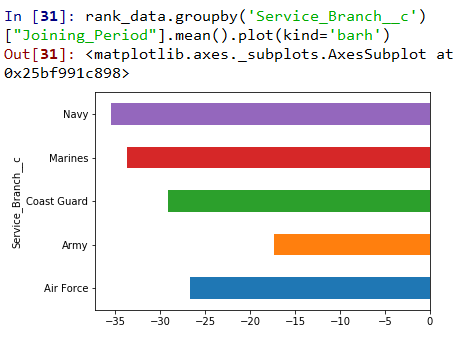 In [31]: rank_data.groupby('Service_Branch__c')
["Joining_Period"].mean().plot(kind='barh')
Out[31]: <matplotlib.axes._subplots.AxesSubplot at
0x25bf991c898>
Navy
Marines
Service_Branch__c
Coast Guard
Army
Air Force
−35 −30 −25 −20 −15 −10 −5 0